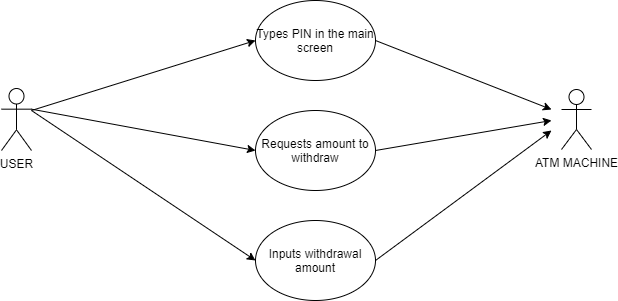 Types PIN in the main
screen
Requests amount to
withdraw
USER
ATM MACHINE
Inputs withdrawal
amount